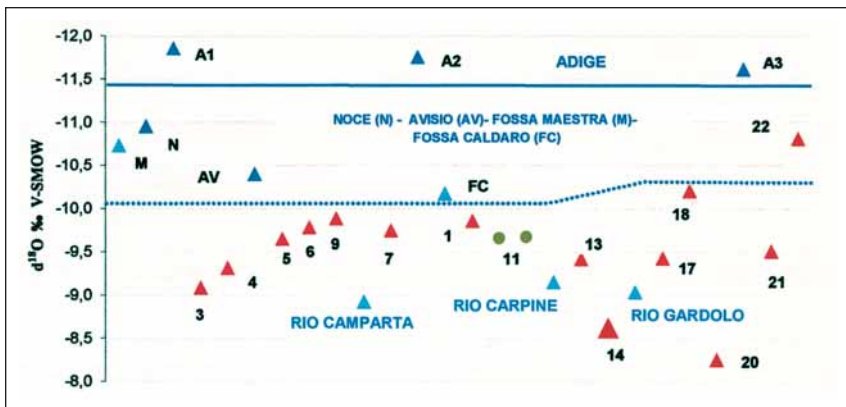 -12,0
A1
A2
ADIGE
A3
-11,5
NOCE (N) - AVISIO (AV)- FOSSA MAESTRA (M)-
FOSSA CALDARO (FC)
22
-11,0
M
N
-10,5
AV
FC
18
-10,0
1
13
5
6
9
7
11
17
-9,5
21
3
4
-9,0
RIO CAMPARTA
RIO CARPINE
RIO GARDOLO
-8,5
14
20
-8,0
d¹⁸O ‰ V-SMOW